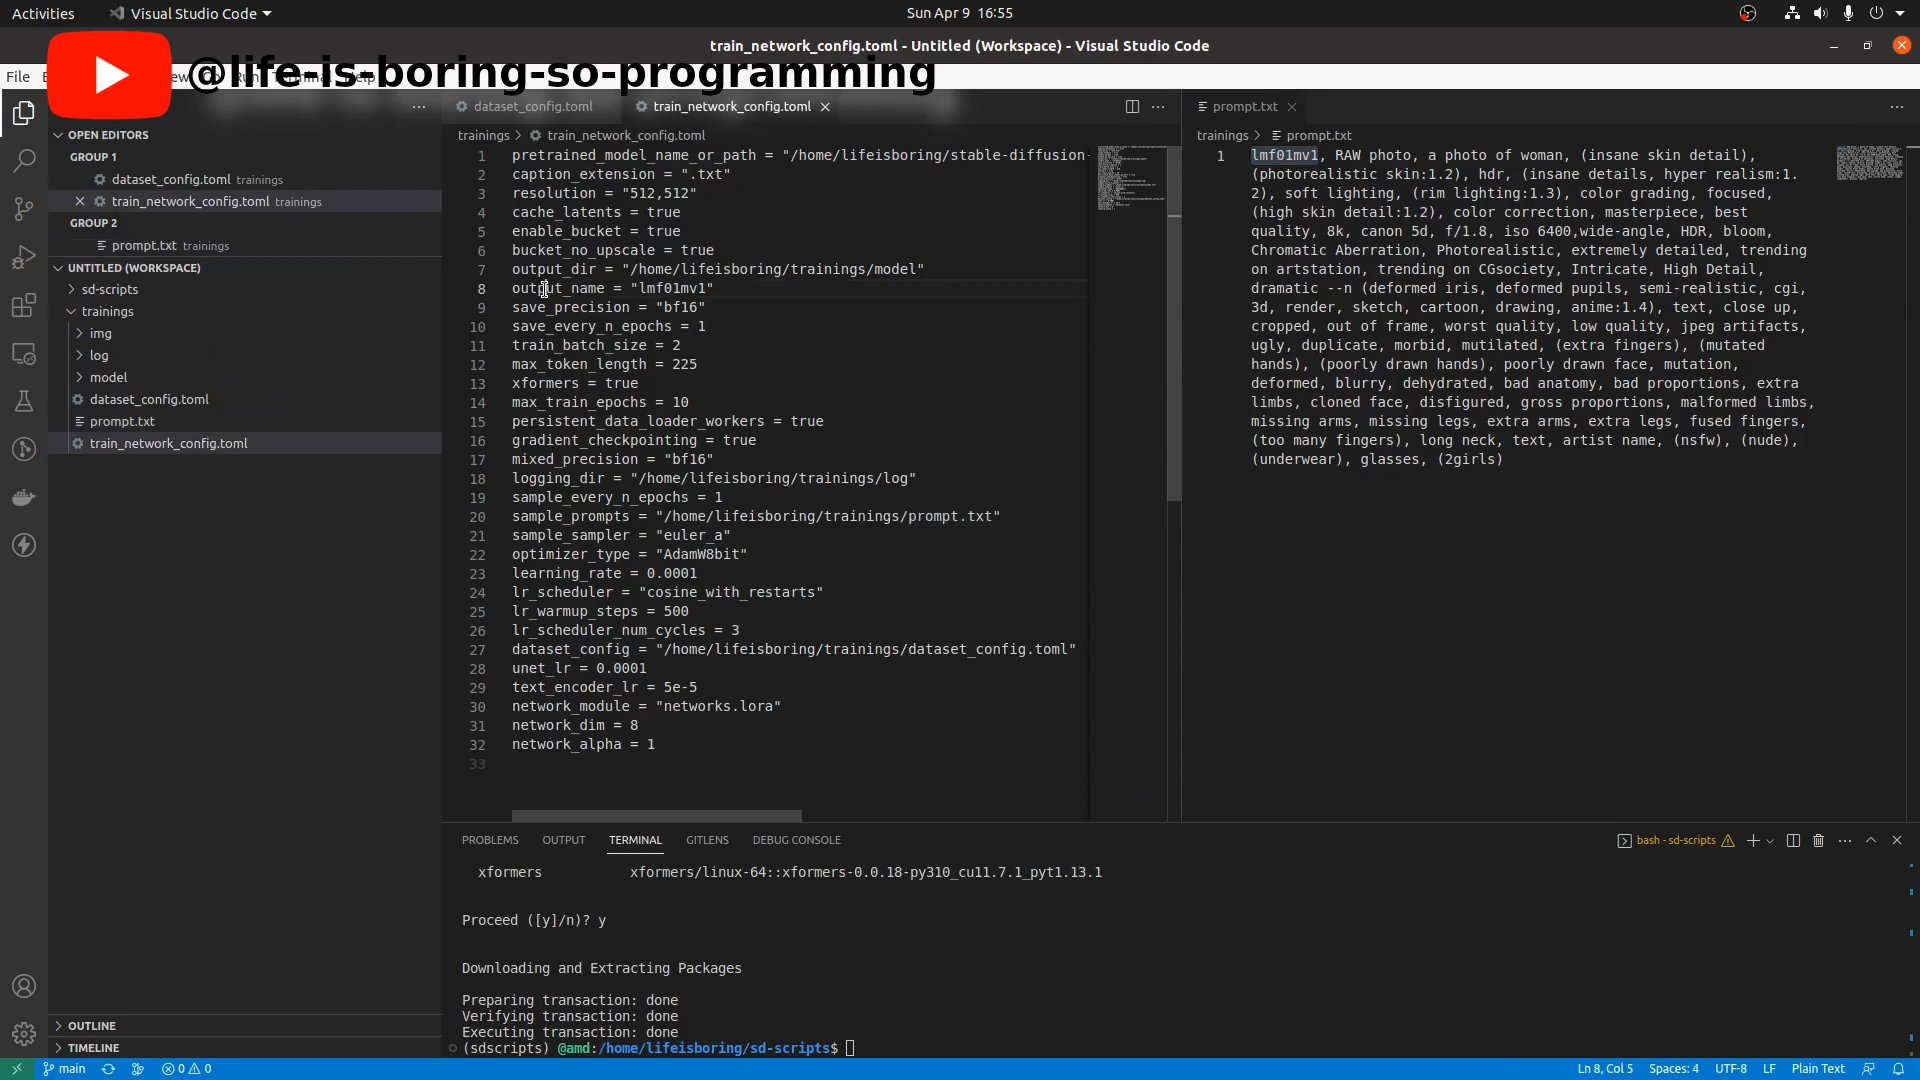 Activities
Visual Studio Code
Sun Apr 9 16:55
train_network_config.toml - Untitled (Workspace) - Visual Studio Code
@life-is-boring-so-programming
File
dataset_config.toml
train_network_config.toml
prompt.txt
OPEN EDITORS
GROUP 1
dataset_config.toml trainings
train_network_config.toml trainings
GROUP 2
prompt.txt trainings
UNTITLED (WORKSPACE)
sd-scripts
trainings
img
log
model
dataset_config.toml
prompt.txt
train_network_config.toml
OUTLINE
TIMELINE
trainings > train_network_config.toml
1 pretrained_model_name_or_path = "/home/lifeisboring/stable-diffusion-
2 caption_extension = ".txt"
3 resolution = "512,512"
4 cache_latents = true
5 enable_bucket = true
6 bucket_no_upscale = true
7 output_dir = "/home/lifeisboring/trainings/model"
8 output_name = "lmf01mv1"
9 save_precision = "bf16"
10 save_every_n_epochs = 1
11 train_batch_size = 2
12 max_token_length = 225
13 xformers = true
14 max_train_epochs = 10
15 persistent_data_loader_workers = true
16 gradient_checkpointing = true
17 mixed_precision = "bf16"
18 logging_dir = "/home/lifeisboring/trainings/log"
19 sample_every_n_epochs = 1
20 sample_prompts = "/home/lifeisboring/trainings/prompt.txt"
21 sample_sampler = "euler_a"
22 optimizer_type = "AdamW8bit"
23 learning_rate = 0.0001
24 lr_scheduler = "cosine_with_restarts"
25 lr_warmup_steps = 500
26 lr_scheduler_num_cycles = 3
27 dataset_config = "/home/lifeisboring/trainings/dataset_config.toml"
28 unet_lr = 0.0001
29 text_encoder_lr = 5e-5
30 network_module = "networks.lora"
31 network_dim = 8
32 network_alpha = 1
33
trainings > prompt.txt
1 lmf01mv1, RAW photo, a photo of woman, (insane skin detail),
(photorealistic skin:1.2), hdr, (insane details, hyper realism:1.
2), soft lighting, (rim lighting:1.3), color grading, focused,
(high skin detail:1.2), color correction, masterpiece, best
quality, 8k, canon 5d, f/1.8, iso 6400,wide-angle, HDR, bloom,
Chromatic Aberration, Photorealistic, extremely detailed, trending
on artstation, trending on CGsociety, Intricate, High Detail,
dramatic --n (deformed iris, deformed pupils, semi-realistic, cgi,
3d, render, sketch, cartoon, drawing, anime:1.4), text, close up,
cropped, out of frame, worst quality, low quality, jpeg artifacts,
ugly, duplicate, morbid, mutilated, (extra fingers), (mutated
hands), (poorly drawn hands), poorly drawn face, mutation,
deformed, blurry, dehydrated, bad anatomy, bad proportions, extra
limbs, cloned face, disfigured, gross proportions, malformed limbs,
missing arms, missing legs, extra arms, extra legs, fused fingers,
(too many fingers), long neck, text, artist name, (nsfw), (nude),
(underwear), glasses, (2girls)
PROBLEMS OUTPUT TERMINAL GITLENS DEBUG CONSOLE
bash - sd-scripts
xformers xformers/linux-64::xformers-0.0.18-py310_cu11.7.1_pyt1.13.1
Proceed ([y]/n)? y
Downloading and Extracting Packages
Preparing transaction: done
Verifying transaction: done
Executing transaction: done
(sdscripts) @amd:/home/lifeisboring/sd-scripts$
main
0 0
Ln 8, Col 5 Spaces: 4 UTF-8 LF Plain Text